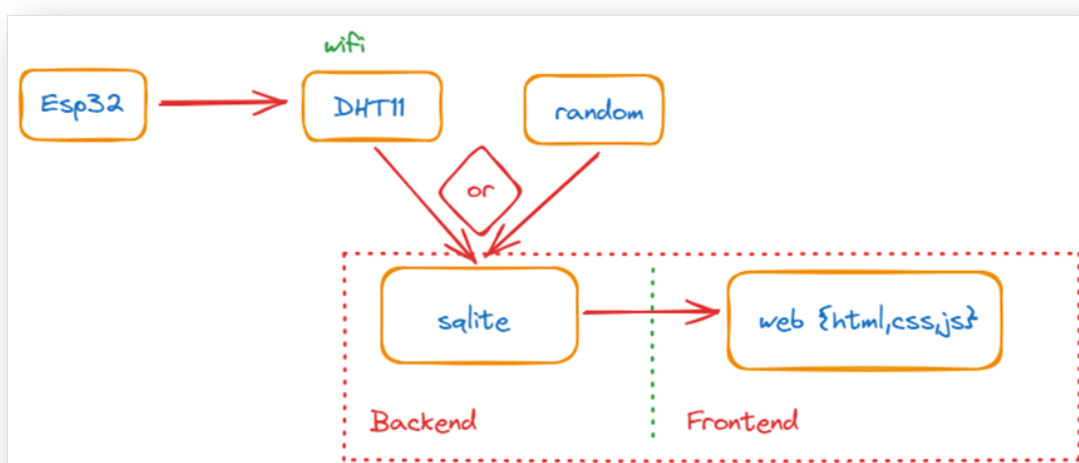 wifi
Esp32
DHT11
random
or
sqlite
web {html,css,js}
Backend
Frontend